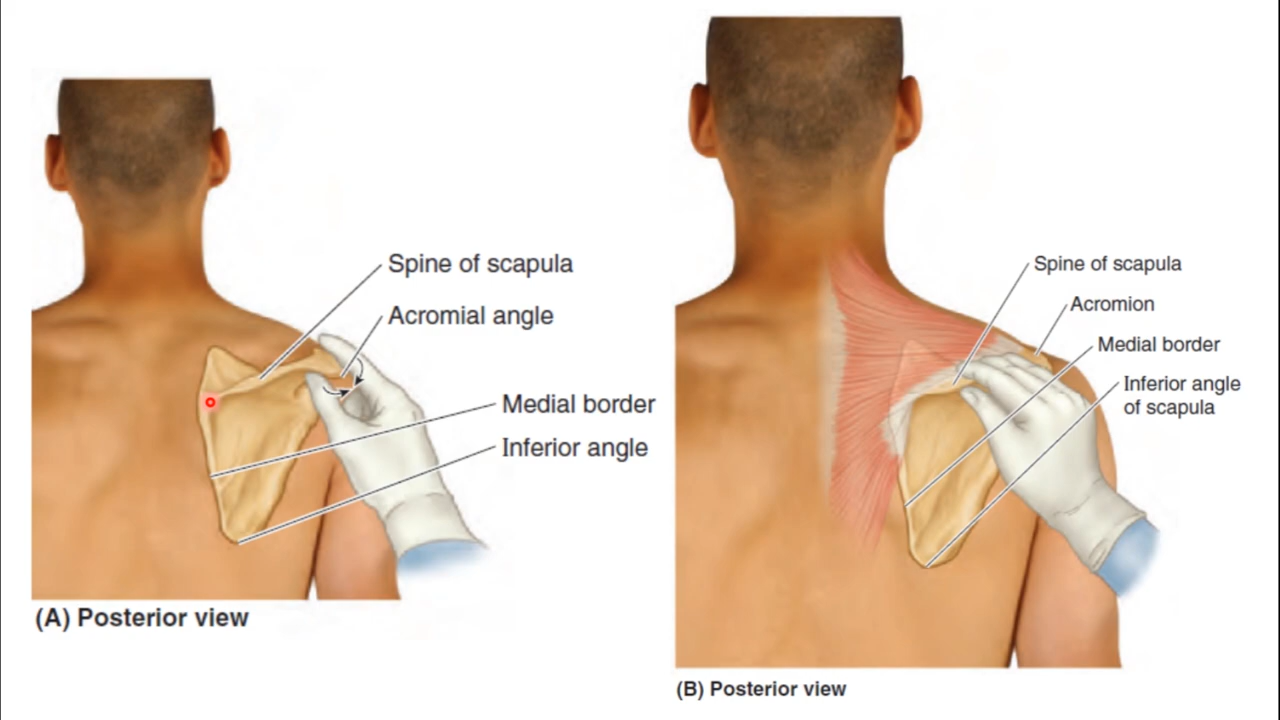 Spine of scapula
Acromial angle
Medial border
Inferior angle
(A) Posterior view
Spine of scapula
Acromion
Medial border
Inferior angle
of scapula
(B) Posterior view